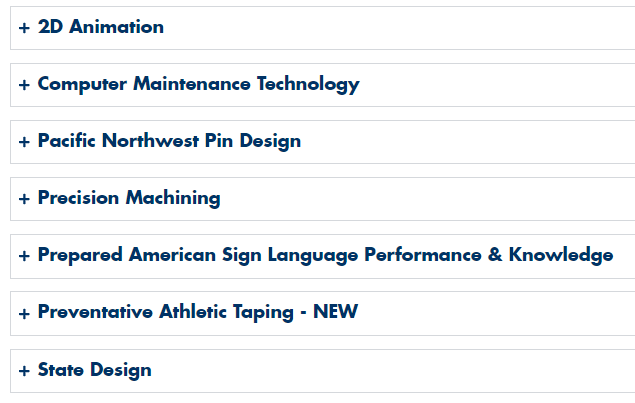 + 2D Animation
+ Computer Maintenance Technology
+ Pacific Northwest Pin Design
+ Precision Machining
+ Prepared American Sign Language Performance & Knowledge
+ Preventative Athletic Taping - NEW
+ State Design